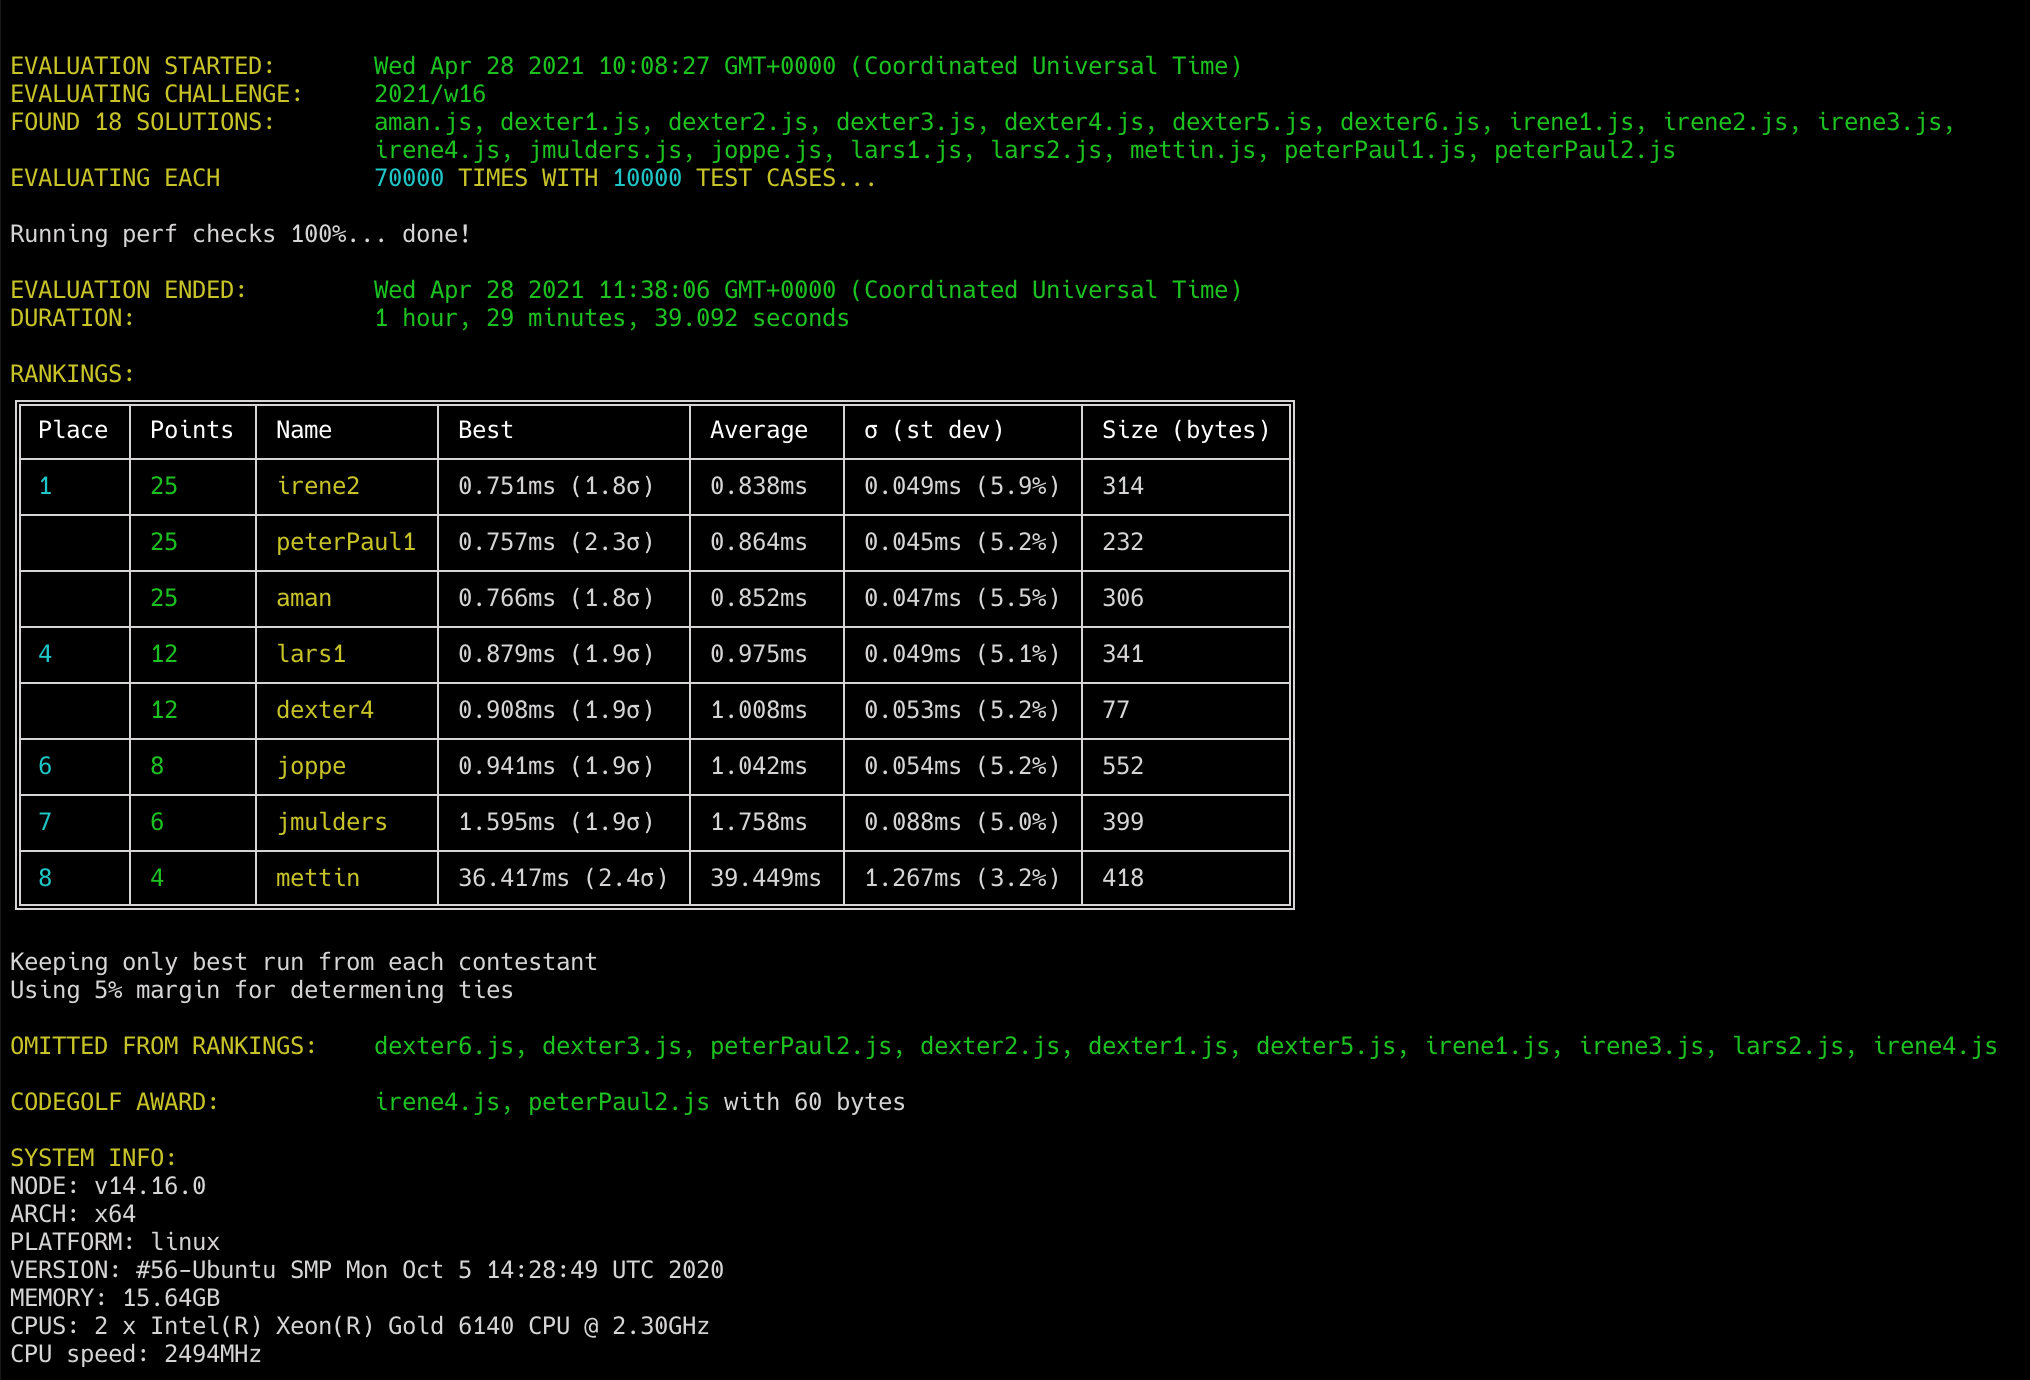 EVALUATION STARTED: Wed Apr 28 2021 10:08:27 GMT+0000 (Coordinated Universal Time)
EVALUATING CHALLENGE: 2021/w16
FOUND 18 SOLUTIONS: aman.js, dexter1.js, dexter2.js, dexter3.js, dexter4.js, dexter5.js, dexter6.js, irene1.js, irene2.js, irene3.js,
irene4.js, jmulders.js, joppe.js, lars1.js, lars2.js, mettin.js, peterPaul1.js, peterPaul2.js
EVALUATING EACH 70000 TIMES WITH 10000 TEST CASES...
Running perf checks 100%... done!
EVALUATION ENDED: Wed Apr 28 2021 11:38:06 GMT+0000 (Coordinated Universal Time)
DURATION: 1 hour, 29 minutes, 39.092 seconds
RANKINGS:
Place Points Name Best Average σ (st dev) Size (bytes)
1 25 irene2 0.751ms (1.8σ) 0.838ms 0.049ms (5.9%) 314
25 peterPaul1 0.757ms (2.3σ) 0.864ms 0.045ms (5.2%) 232
25 aman 0.766ms (1.8σ) 0.852ms 0.047ms (5.5%) 306
4 12 lars1 0.879ms (1.9σ) 0.975ms 0.049ms (5.1%) 341
12 dexter4 0.908ms (1.9σ) 1.008ms 0.053ms (5.2%) 77
6 8 joppe 0.941ms (1.9σ) 1.042ms 0.054ms (5.2%) 552
7 6 jmulders 1.595ms (1.9σ) 1.758ms 0.088ms (5.0%) 399
8 4 mettin 36.417ms (2.4σ) 39.449ms 1.267ms (3.2%) 418
Keeping only best run from each contestant
Using 5% margin for determening ties
OMITTED FROM RANKINGS: dexter6.js, dexter3.js, peterPaul2.js, dexter2.js, dexter1.js, dexter5.js, irene1.js, irene3.js, lars2.js, irene4.js
CODEGOLF AWARD: irene4.js, peterPaul2.js with 60 bytes
SYSTEM INFO:
NODE: v14.16.0
ARCH: x64
PLATFORM: linux
VERSION: #56-Ubuntu SMP Mon Oct 5 14:28:49 UTC 2020
MEMORY: 15.64GB
CPUS: 2 x Intel(R) Xeon(R) Gold 6140 CPU @ 2.30GHz
CPU speed: 2494MHz